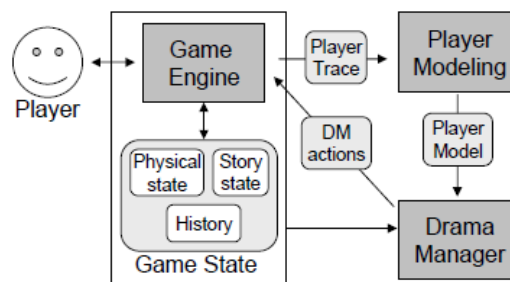 Player
Game
Engine
Player
Trace
Player
Modeling
DM
actions
Player
Model
Physical
state
Story
state
History
Game State
Drama
Manager